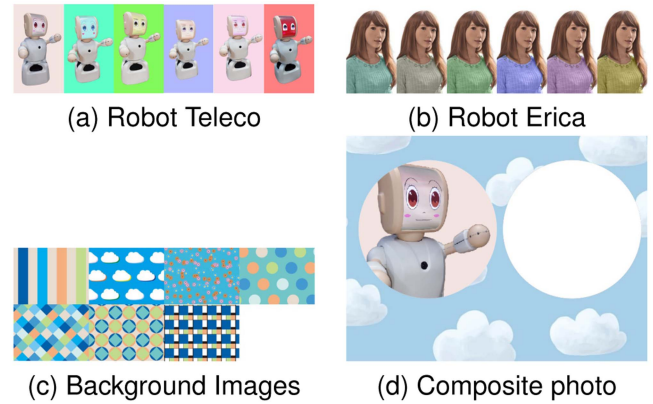 (a) Robot Teleco
(b) Robot Erica
(c) Background Images
(d) Composite photo